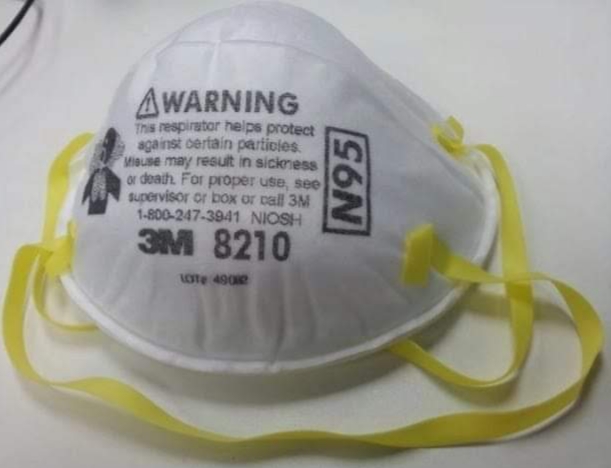 ⚠WARNING
This respirator helps protect
against certain particles.
Misuse may result in sickness
or death. For proper use, see
supervisor or box or call 3M
1-800-247-3941 NIOSH
3M 8210
N95